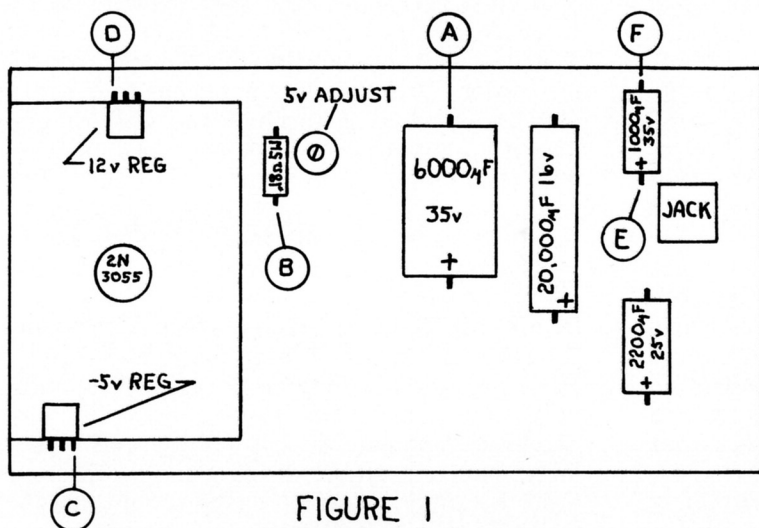 D
A
F
5v ADJUST
12v REG
.18Ω5W
6000µF
35v
20,000µF 16v
1000µF
35v
+
+
+
JACK
B
E
2N
3055
2200µF
25v
+
-5v REG
C
FIGURE 1